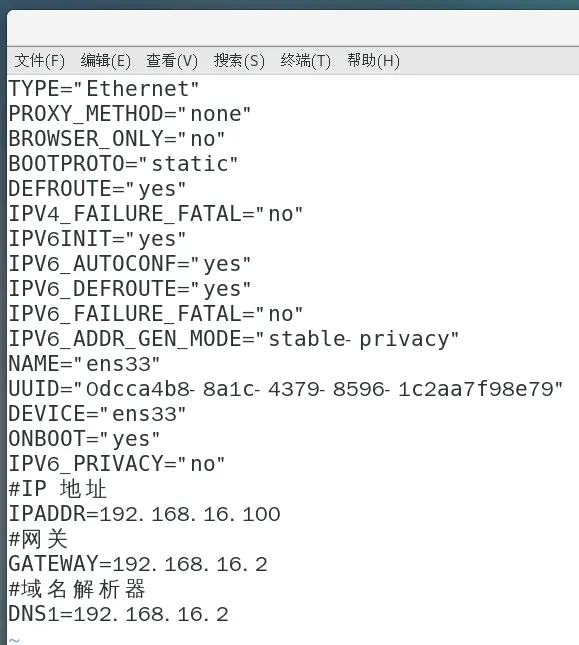 文件(F) 编辑(E) 查看(V) 搜索(S) 终端(T) 帮助(H)
TYPE="Ethernet"
PROXY_METHOD="none"
BROWSER_ONLY="no"
BOOTPROTO="static"
DEFROUTE="yes"
IPV4_FAILURE_FATAL="no"
IPV6INIT="yes"
IPV6_AUTOCONF="yes"
IPV6_DEFROUTE="yes"
IPV6_FAILURE_FATAL="no"
IPV6_ADDR_GEN_MODE="stable-privacy"
NAME="ens33"
UUID="0dcca4b8-8a1c-4379-8596-1c2aa7f98e79"
DEVICE="ens33"
ONBOOT="yes"
IPV6_PRIVACY="no"
#IP 地址
IPADDR=192.168.16.100
#网关
GATEWAY=192.168.16.2
#域名解析器
DNS1=192.168.16.2
~